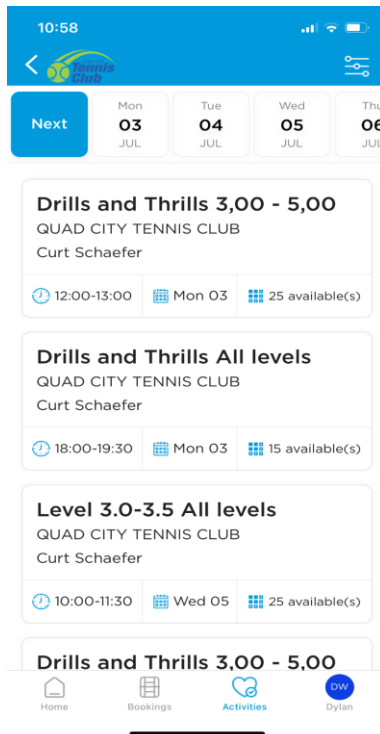 10:58
Tennis
Club
Next
Mon
03
JUL
Tue
04
JUL
Wed
05
JUL
Thu
06
JUL
Drills and Thrills 3,00 - 5,00
QUAD CITY TENNIS CLUB
Curt Schaefer
12:00-13:00 Mon 03 25 available(s)
Drills and Thrills All levels
QUAD CITY TENNIS CLUB
Curt Schaefer
18:00-19:30 Mon 03 15 available(s)
Level 3.0-3.5 All levels
QUAD CITY TENNIS CLUB
Curt Schaefer
10:00-11:30 Wed 05 25 available(s)
Drills and Thrills 3,00 - 5,00
DW
Home Bookings Activities Dylan